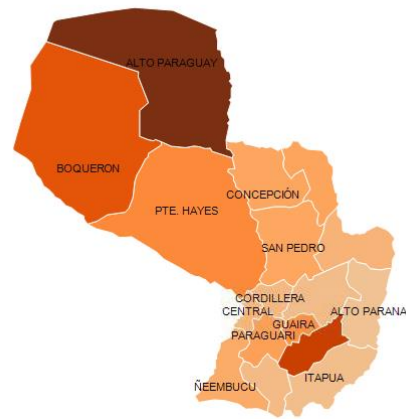 ALTO PARAGUAY
BOQUERON
CONCEPCIÓN
PTE. HAYES
SAN PEDRO
CORDILLERA
CENTRAL
ALTO PARANA
GUAIRA
PARAGUARI
ITAPUA
ÑEEMBUCU